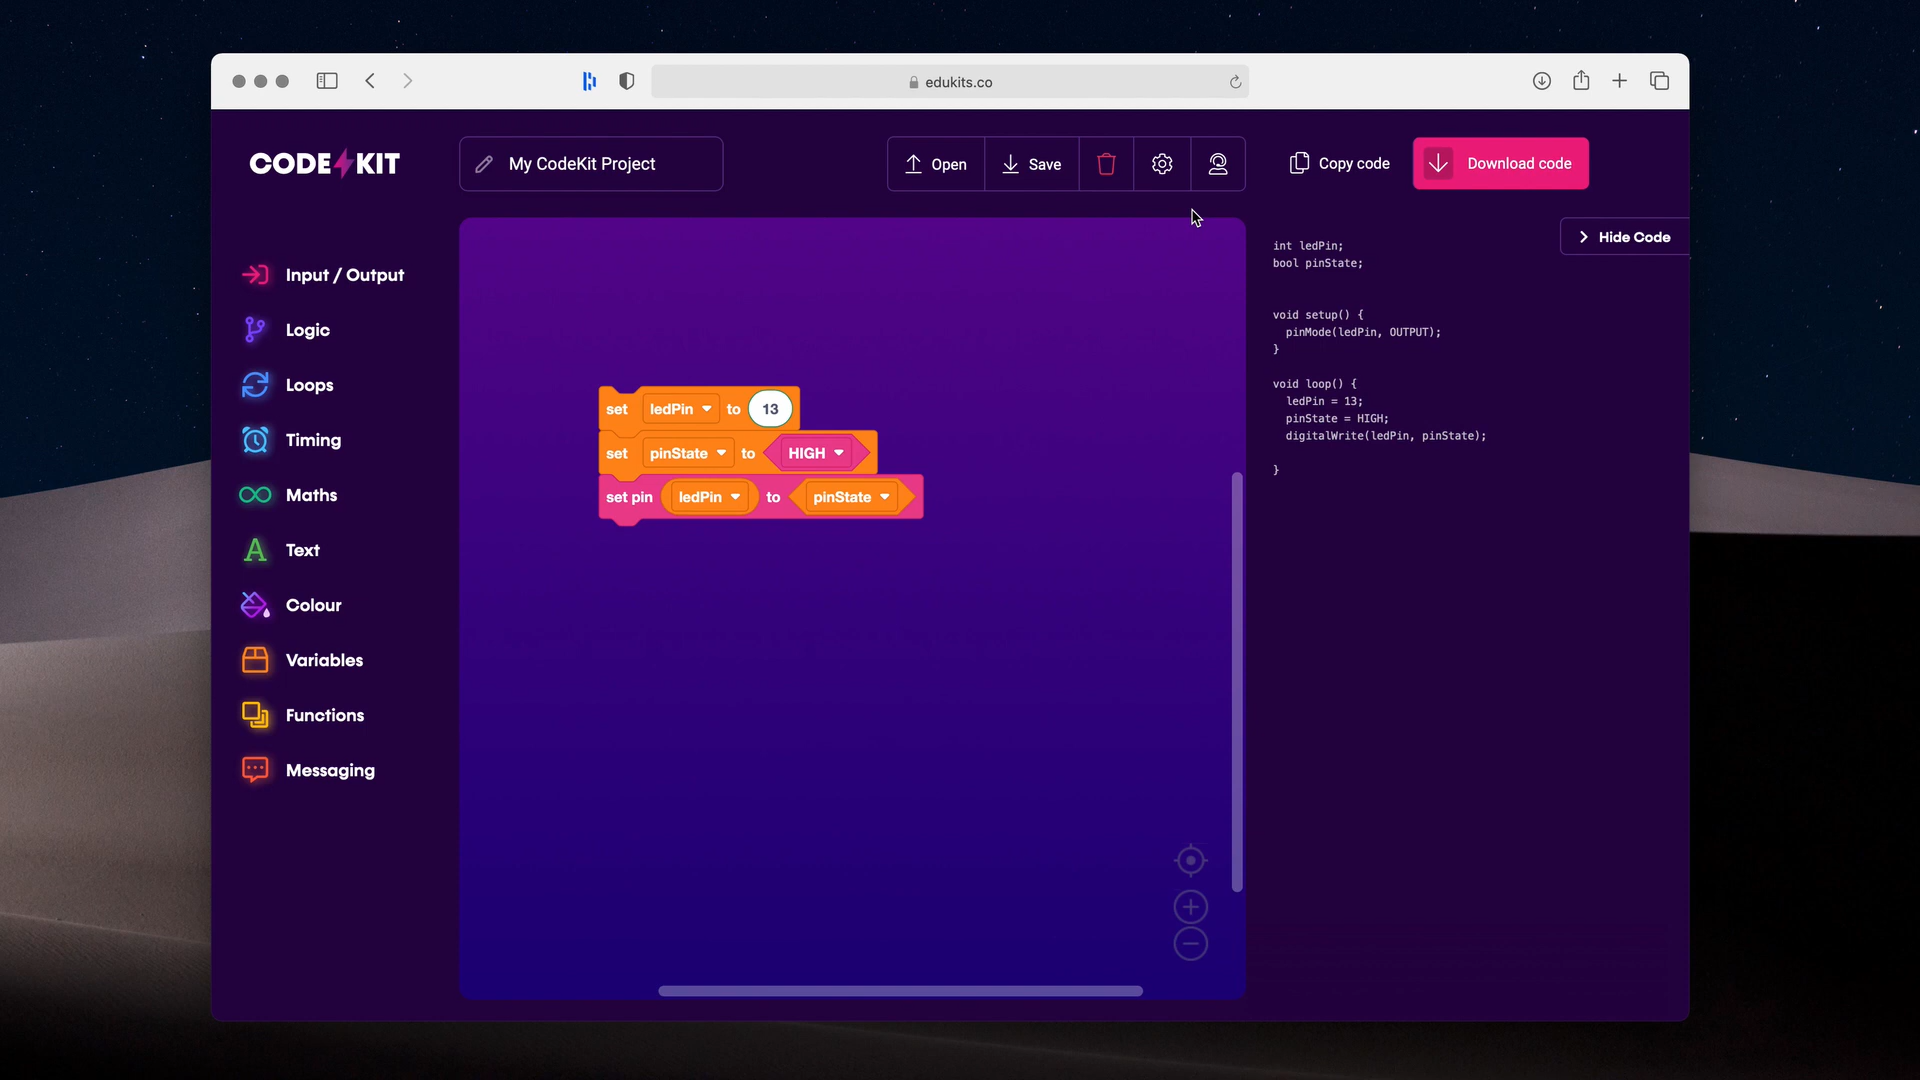 edukits.co
CODE KIT
My CodeKit Project
Open
Save
Copy code
Download code
Hide Code
Input / Output
Logic
Loops
Timing
Maths
Text
Colour
Variables
Functions
Messaging
set ledPin to 13
set pinState to HIGH
set pin ledPin to pinState
int ledPin;
bool pinState;
void setup() {
pinMode(ledPin, OUTPUT);
}
void loop() {
ledPin = 13;
pinState = HIGH;
digitalWrite(ledPin, pinState);
}